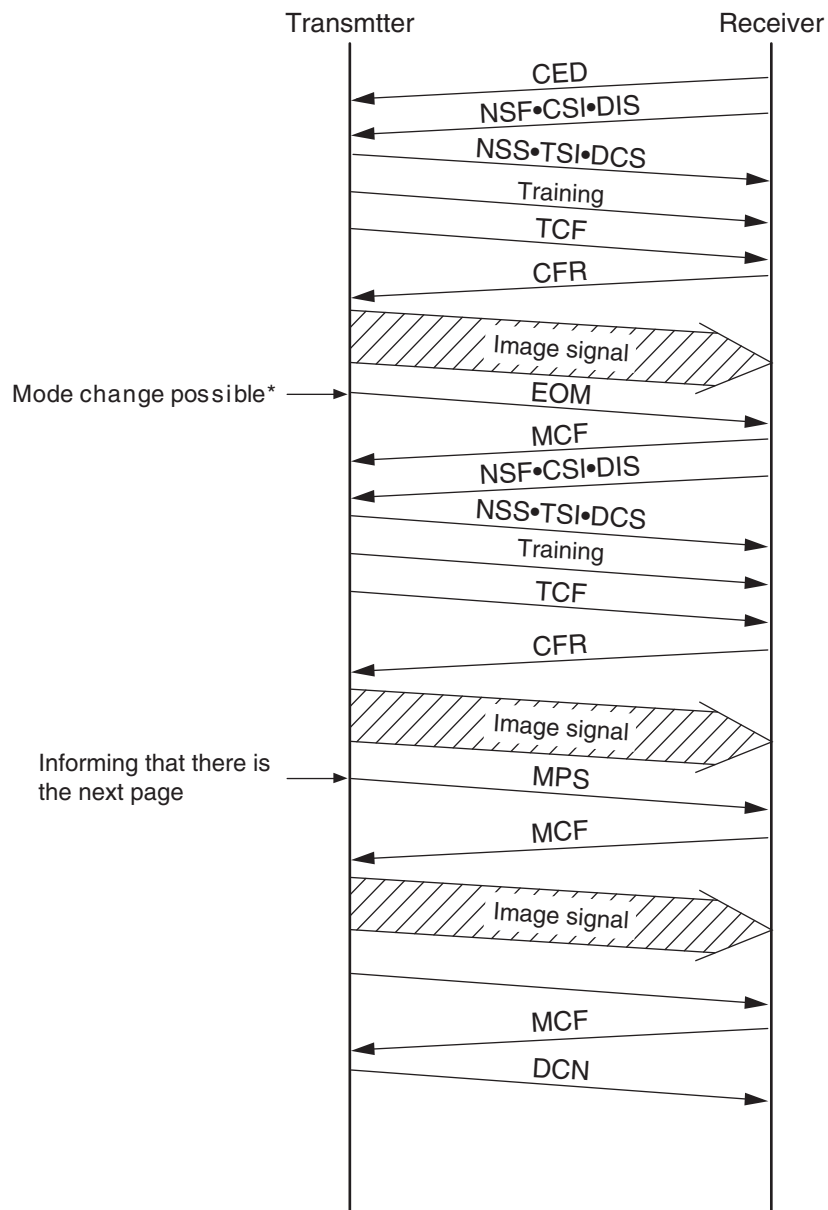 Transmtter Receiver
CED
NSF•CSI•DIS
NSS•TSI•DCS
Training
TCF
CFR
Image signal
Mode change possible*
EOM
MCF
NSF•CSI•DIS
NSS•TSI•DCS
Training
TCF
CFR
Image signal
Informing that there is
the next page
MPS
MCF
Image signal
MCF
DCN